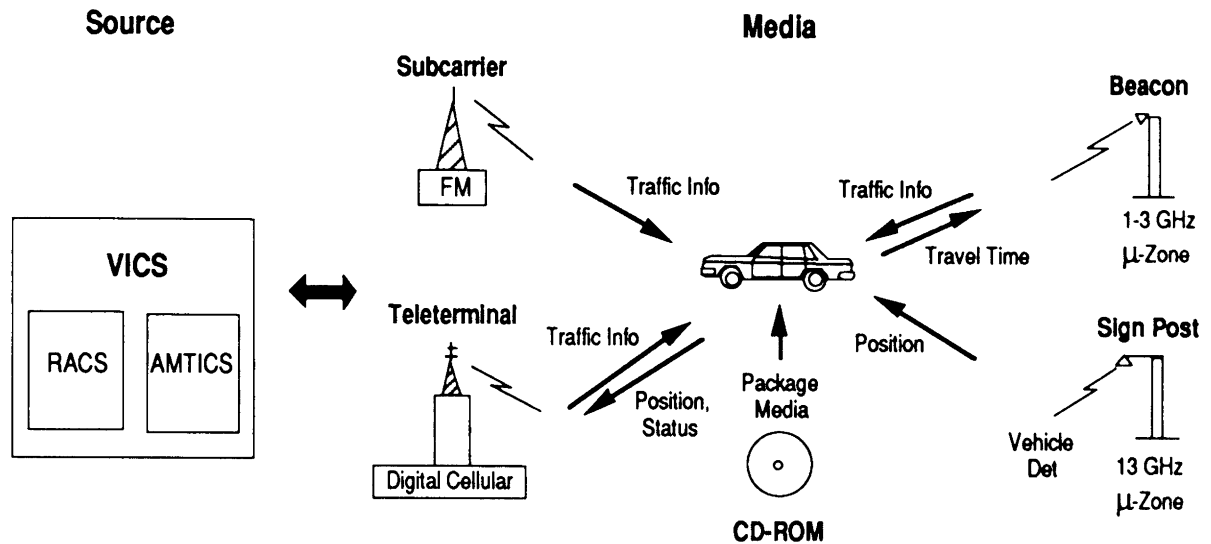 Source
Media
Subcarrier
FM
Traffic Info
Beacon
Traffic Info
Travel Time
1-3 GHz
μ-Zone
VICS
RACS
AMTICS
Teleterminal
Traffic Info
Position,
Status
Digital Cellular
Package
Media
CD-ROM
Position
Sign Post
Vehicle
Det
13 GHz
μ-Zone